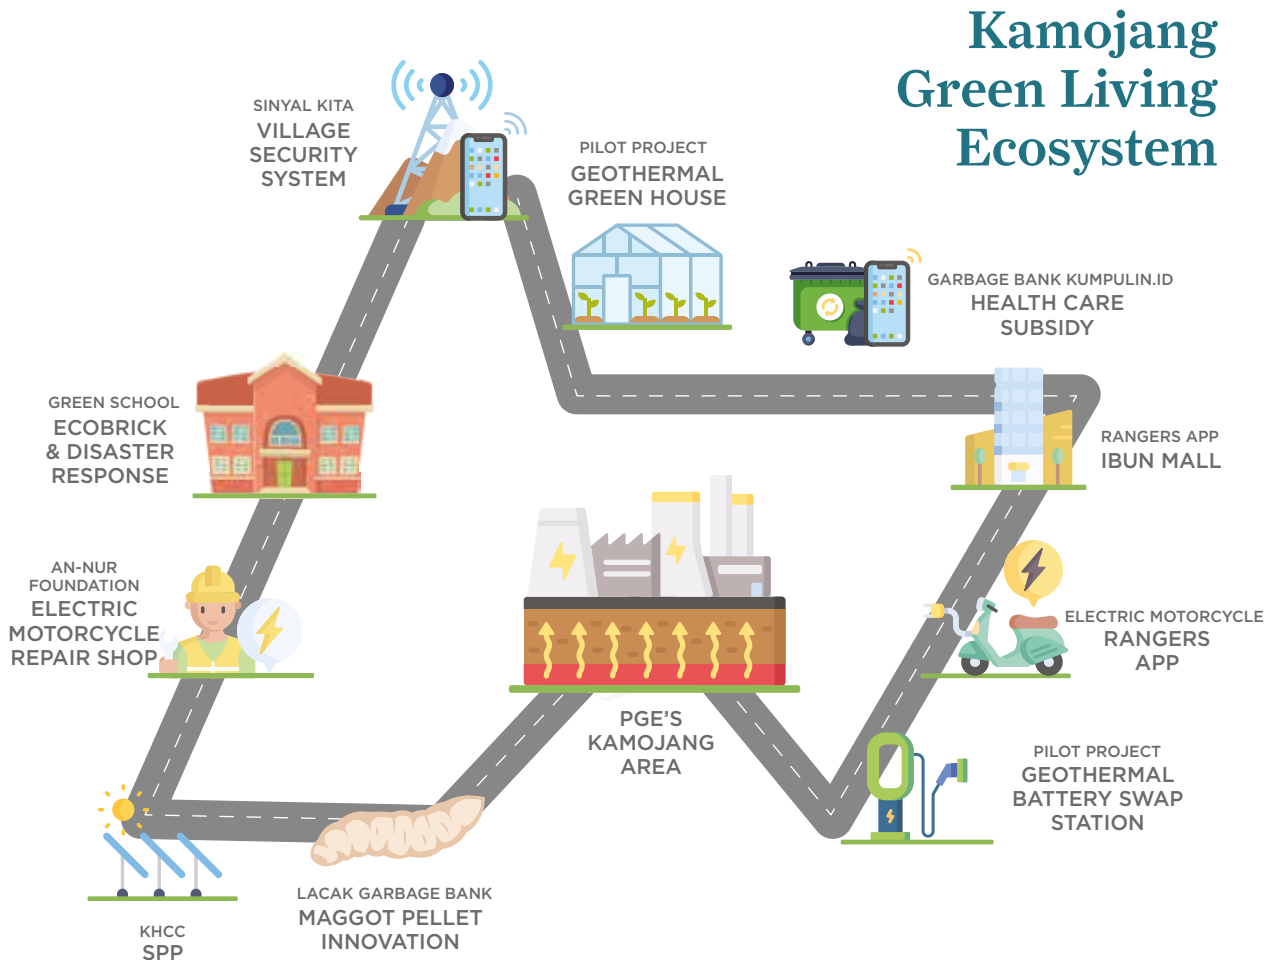 Kamojang
Green Living
Ecosystem
SINYAL KITA
VILLAGE
SECURITY
SYSTEM
PILOT PROJECT
GEOTHERMAL
GREEN HOUSE
GARBAGE BANK KUMPULIN.ID
HEALTH CARE
SUBSIDY
GREEN SCHOOL
ECOBRICK
& DISASTER
RESPONSE
RANGERS APP
IBUN MALL
AN-NUR
FOUNDATION
ELECTRIC
MOTORCYCLE
REPAIR SHOP
ELECTRIC MOTORCYCLE
RANGERS
APP
PGE'S
KAMOJANG
AREA
PILOT PROJECT
GEOTHERMAL
BATTERY SWAP
STATION
LACAK GARBAGE BANK
MAGGOT PELLET
INNOVATION
KHCC
SPP